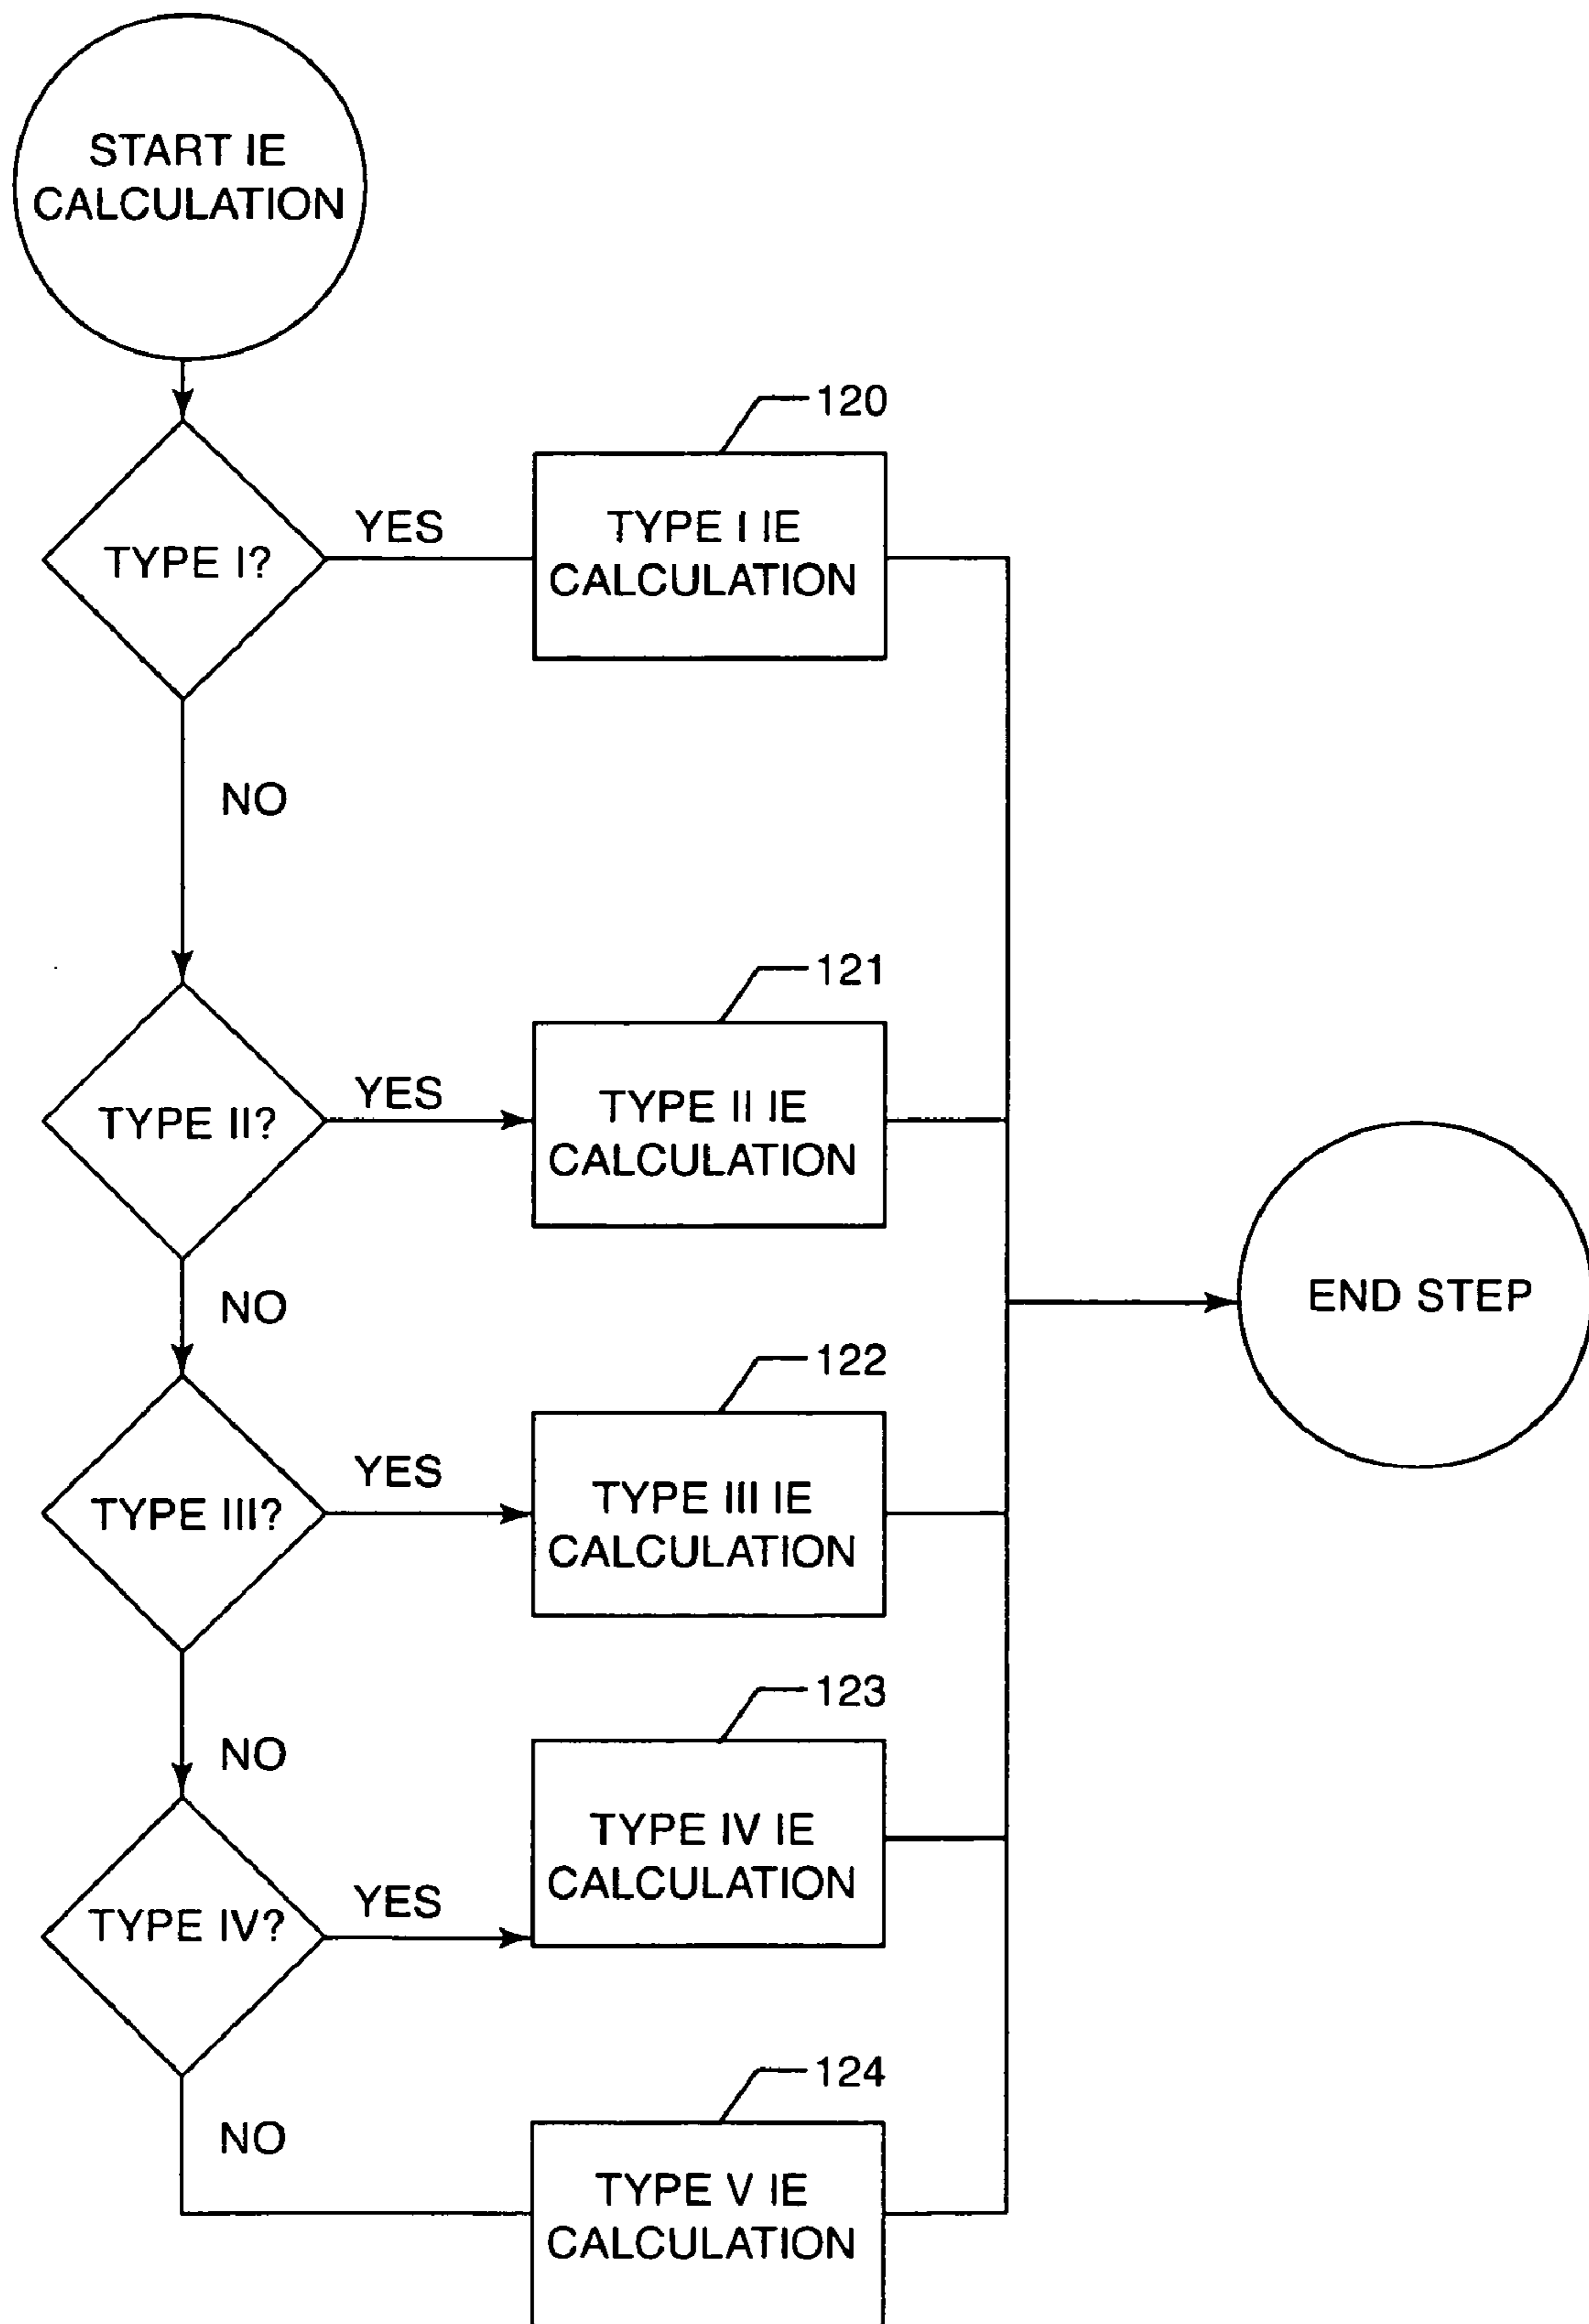 START IE
CALCULATION
120
TYPE I?
YES
TYPE I IE
CALCULATION
NO
121
TYPE II?
YES
TYPE II IE
CALCULATION
END STEP
NO
122
TYPE III?
YES
TYPE III IE
CALCULATION
NO
123
TYPE IV?
YES
TYPE IV IE
CALCULATION
NO
124
TYPE V IE
CALCULATION